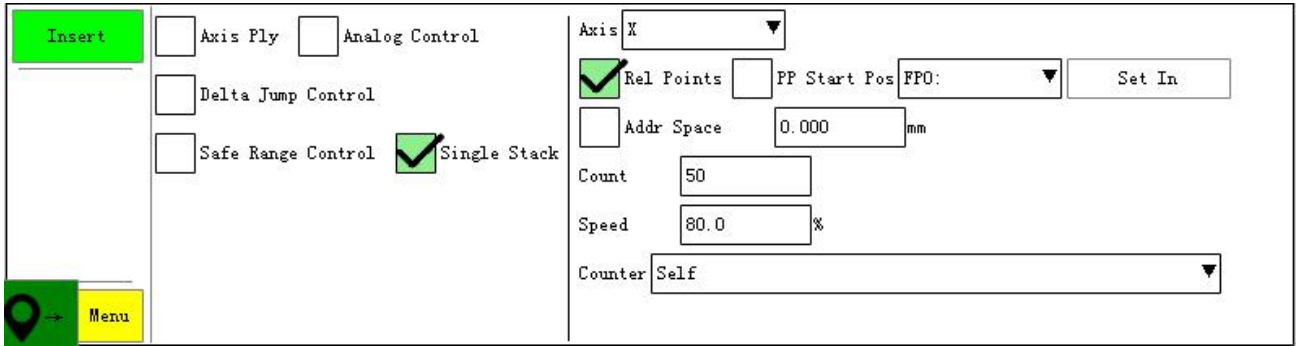 Insert
Axis Ply
Analog Control
Delta Jump Control
Safe Range Control
Single Stack
Menu
Axis X
Rel Points
PP Start Pos FP0:
Set In
Addr Space 0.000 mm
Count 50
Speed 80.0 %
Counter Self